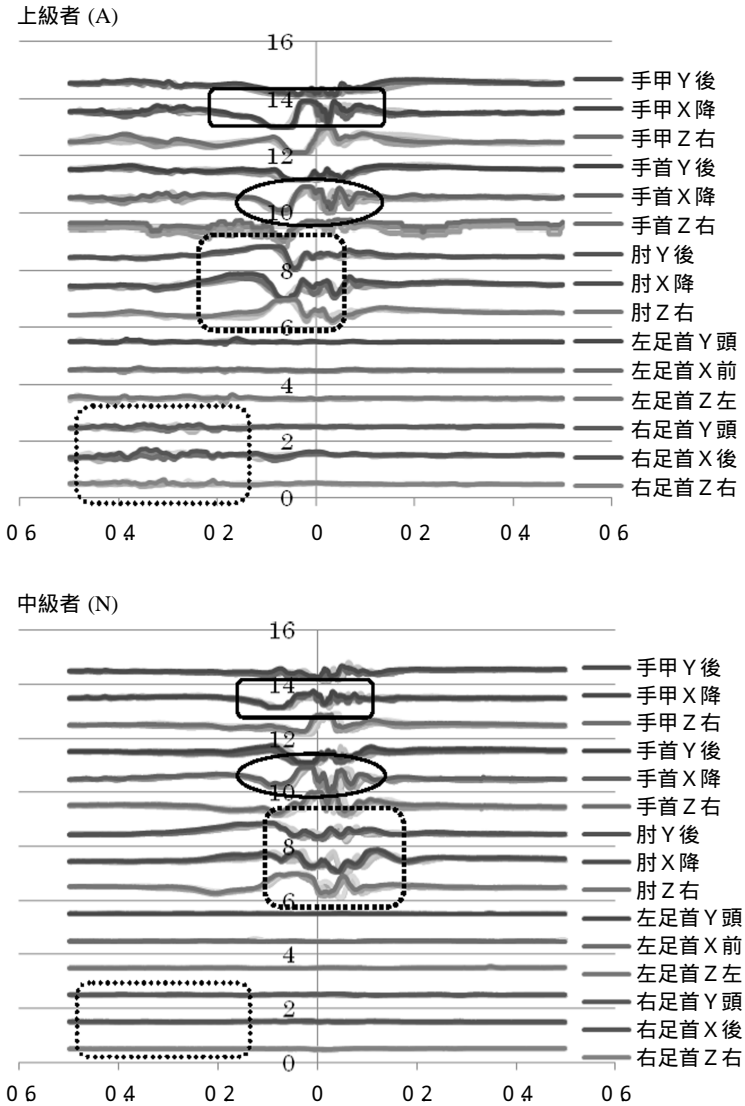 上級者 (A)
16
14
12
10
8
6
4
2
0
手甲Y後
手甲X降
手甲Z右
手首Y後
手首X降
手首Z右
肘Y後
肘X降
肘Z右
左足首Y頭
左足首X前
左足首Z左
右足首Y頭
右足首X後
右足首Z右
0.6 0.4 0.2 0 0.2 0.4 0.6
中級者 (N)
16
14
12
10
8
6
4
2
0
手甲Y後
手甲X降
手甲Z右
手首Y後
手首X降
手首Z右
肘Y後
肘X降
肘Z右
左足首Y頭
左足首X前
左足首Z左
右足首Y頭
右足首X後
右足首Z右
0.6 0.4 0.2 0 0.2 0.4 0.6